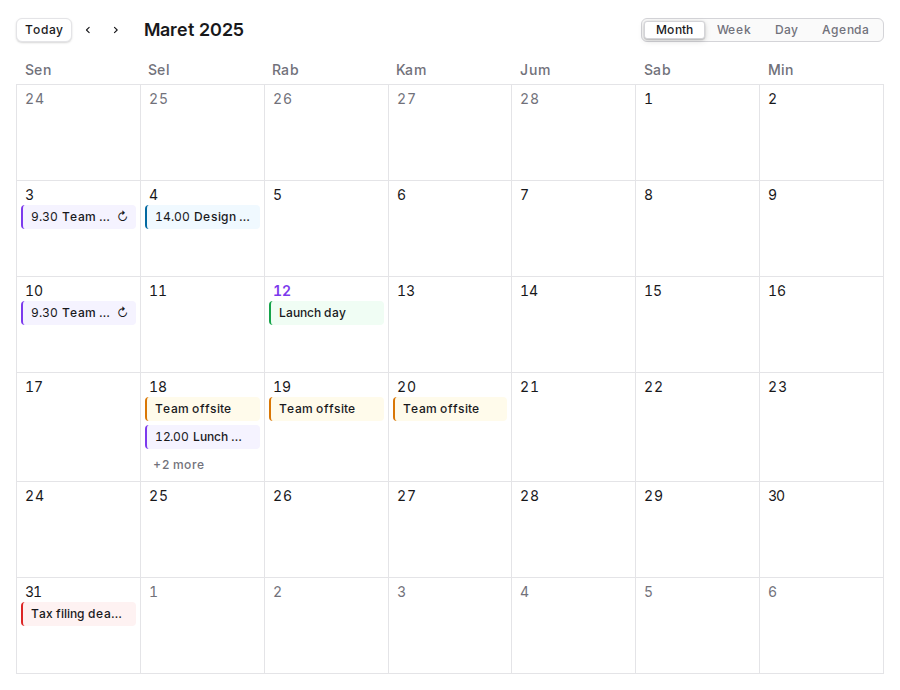 Today ‹ › Maret 2025 Month Week Day Agenda
Sen Sel Rab Kam Jum Sab Min
24 25 26 27 28 1 2
3 4 5 6 7 8 9
9.30 Team ... 14.00 Design ...
10 11 12 13 14 15 16
9.30 Team ... Launch day
17 18 19 20 21 22 23
Team offsite Team offsite Team offsite
12.00 Lunch ...
+2 more
24 25 26 27 28 29 30
31 1 2 3 4 5 6
Tax filing dea...